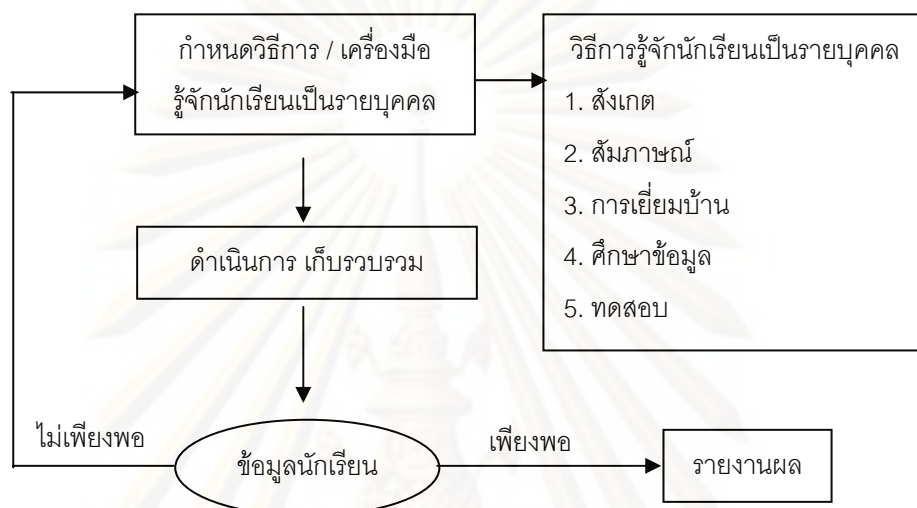 กำหนดวิธีการ / เครื่องมือ
รู้จักนักเรียนเป็นรายบุคคล
วิธีการรู้จักนักเรียนเป็นรายบุคคล
1. สังเกต
2. สัมภาษณ์
3. การเยี่ยมบ้าน
4. ศึกษาข้อมูล
5. ทดสอบ
ดำเนินการ เก็บรวบรวม
ไม่เพียงพอ
ข้อมูลนักเรียน
เพียงพอ
รายงานผล